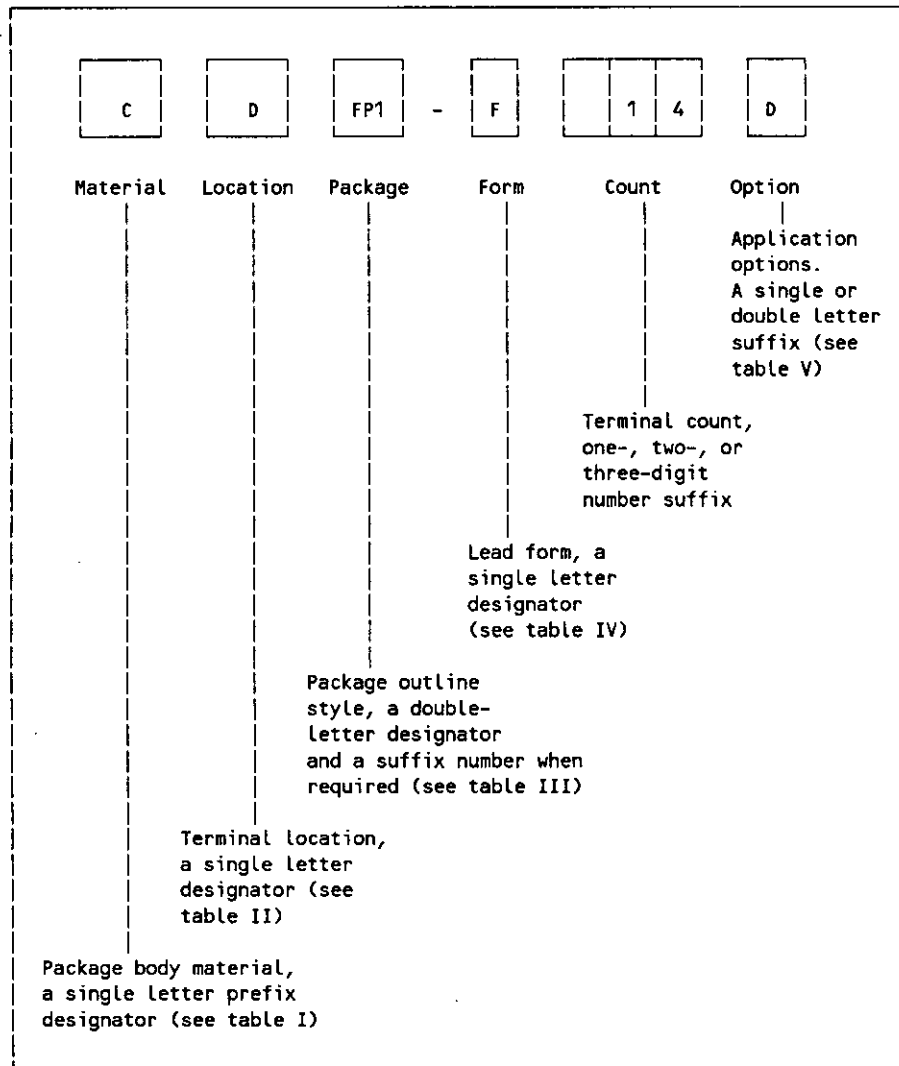 C D FP1 - F 1 4 D
Material Location Package Form Count Option
Application
options.
A single or
double letter
suffix (see
table V)
Terminal count,
one-, two-, or
three-digit
number suffix
Lead form, a
single letter
designator
(see table IV)
Package outline
style, a double-
letter designator
and a suffix number when
required (see table III)
Terminal location,
a single letter
designator (see
table II)
Package body material,
a single letter prefix
designator (see table I)